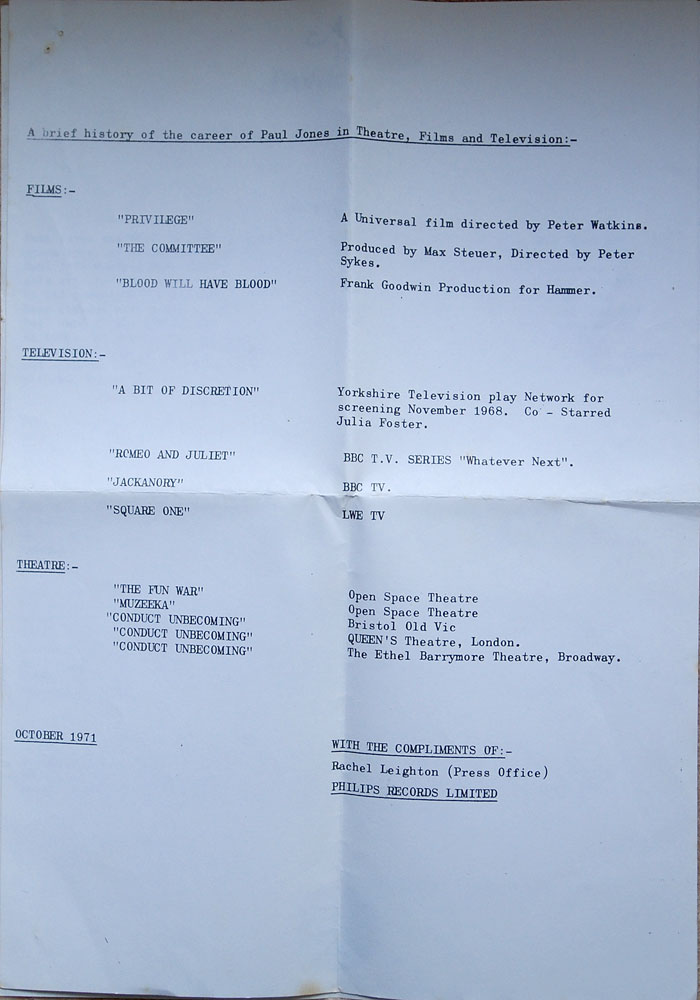 A brief history of the career of Paul Jones in Theatre, Films and Television:-
FILMS:-
"PRIVILEGE" A Universal film directed by Peter Watkins.
"THE COMMITTEE" Produced by Max Steuer, Directed by Peter
Sykes.
"BLOOD WILL HAVE BLOOD" Frank Goodwin Production for Hammer.
TELEVISION:-
"A BIT OF DISCRETION" Yorkshire Television play Network for
screening November 1968. Co - Starred
Julia Foster.
"ROMEO AND JULIET" BBC T.V. SERIES "Whatever Next".
"JACKANORY" BBC TV.
"SQUARE ONE" LWE TV
THEATRE:-
"THE FUN WAR" Open Space Theatre
"MUZEEKA" Open Space Theatre
"CONDUCT UNBECOMING" Bristol Old Vic
"CONDUCT UNBECOMING" QUEEN'S Theatre, London.
"CONDUCT UNBECOMING" The Ethel Barrymore Theatre, Broadway.
OCTOBER 1971
WITH THE COMPLIMENTS OF:-
Rachel Leighton (Press Office)
PHILIPS RECORDS LIMITED